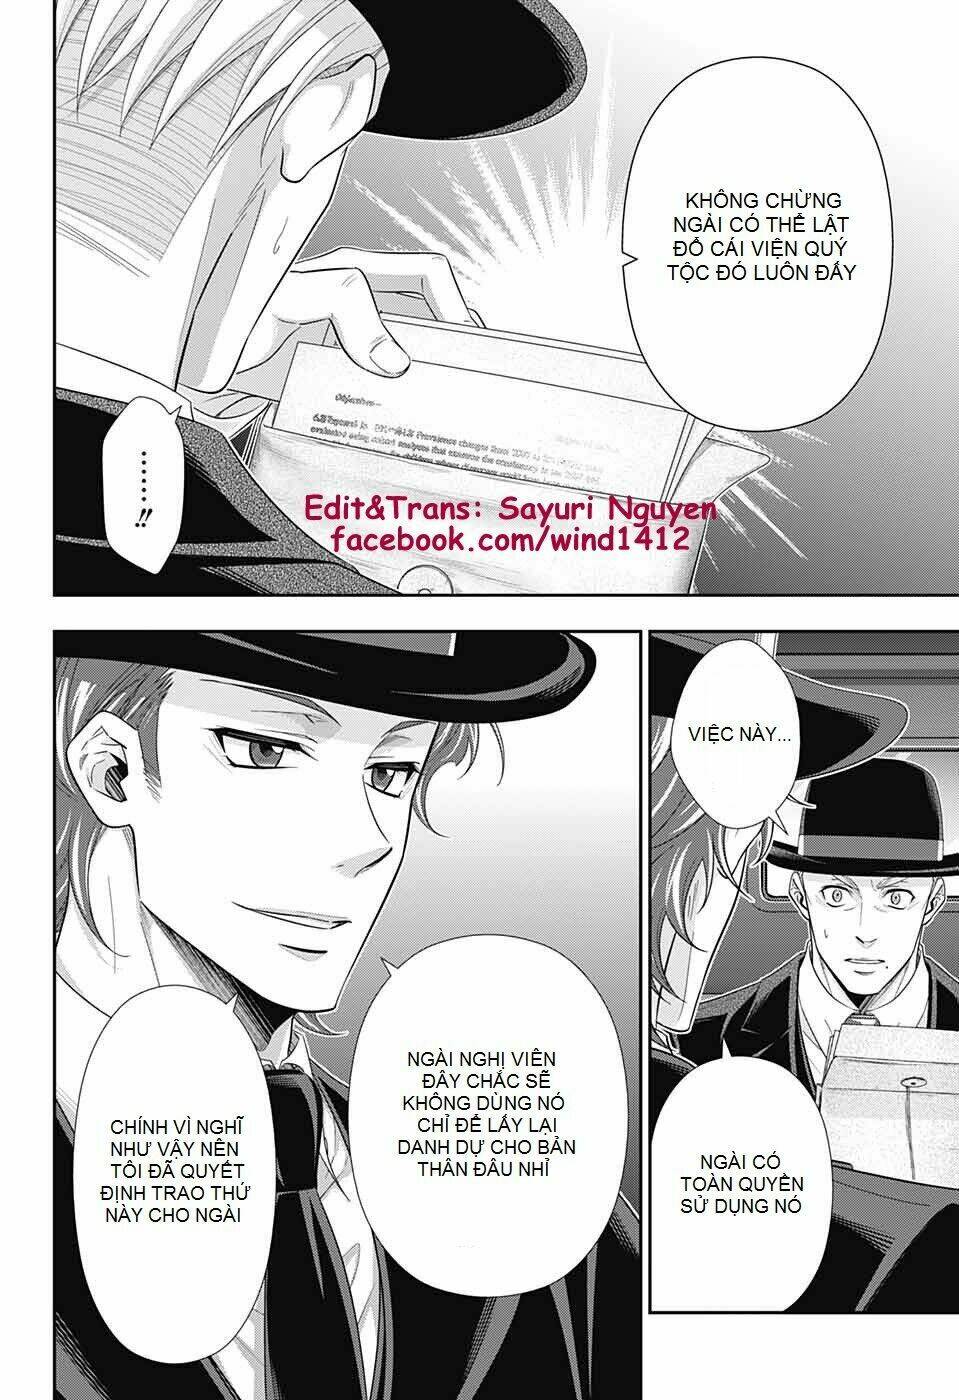 KHÔNG CHỪNG
NGÀI CÓ THỂ LẬT
ĐỔ CÁI VIỆN QUÝ
TỘC ĐÓ LUÔN ĐẤY
Objectives—
.......!!
Edit&Trans: Sayuri Nguyen
facebook.com/wind1412
VIỆC NÀY...
NGÀI CÓ
TOÀN QUYỀN
SỬ DỤNG NÓ
NGÀI NGHỊ VIÊN
ĐÂY CHẮC SẼ
KHÔNG DÙNG NÓ
CHỈ ĐỂ LẤY LẠI
DANH DỰ CHO BẢN
THÂN ĐÂU NHỈ
....
CHÍNH VÌ NGHĨ
NHƯ VẬY NÊN
TÔI ĐÃ QUYẾT
ĐỊNH TRAO THỨ
NÀY CHO NGÀI